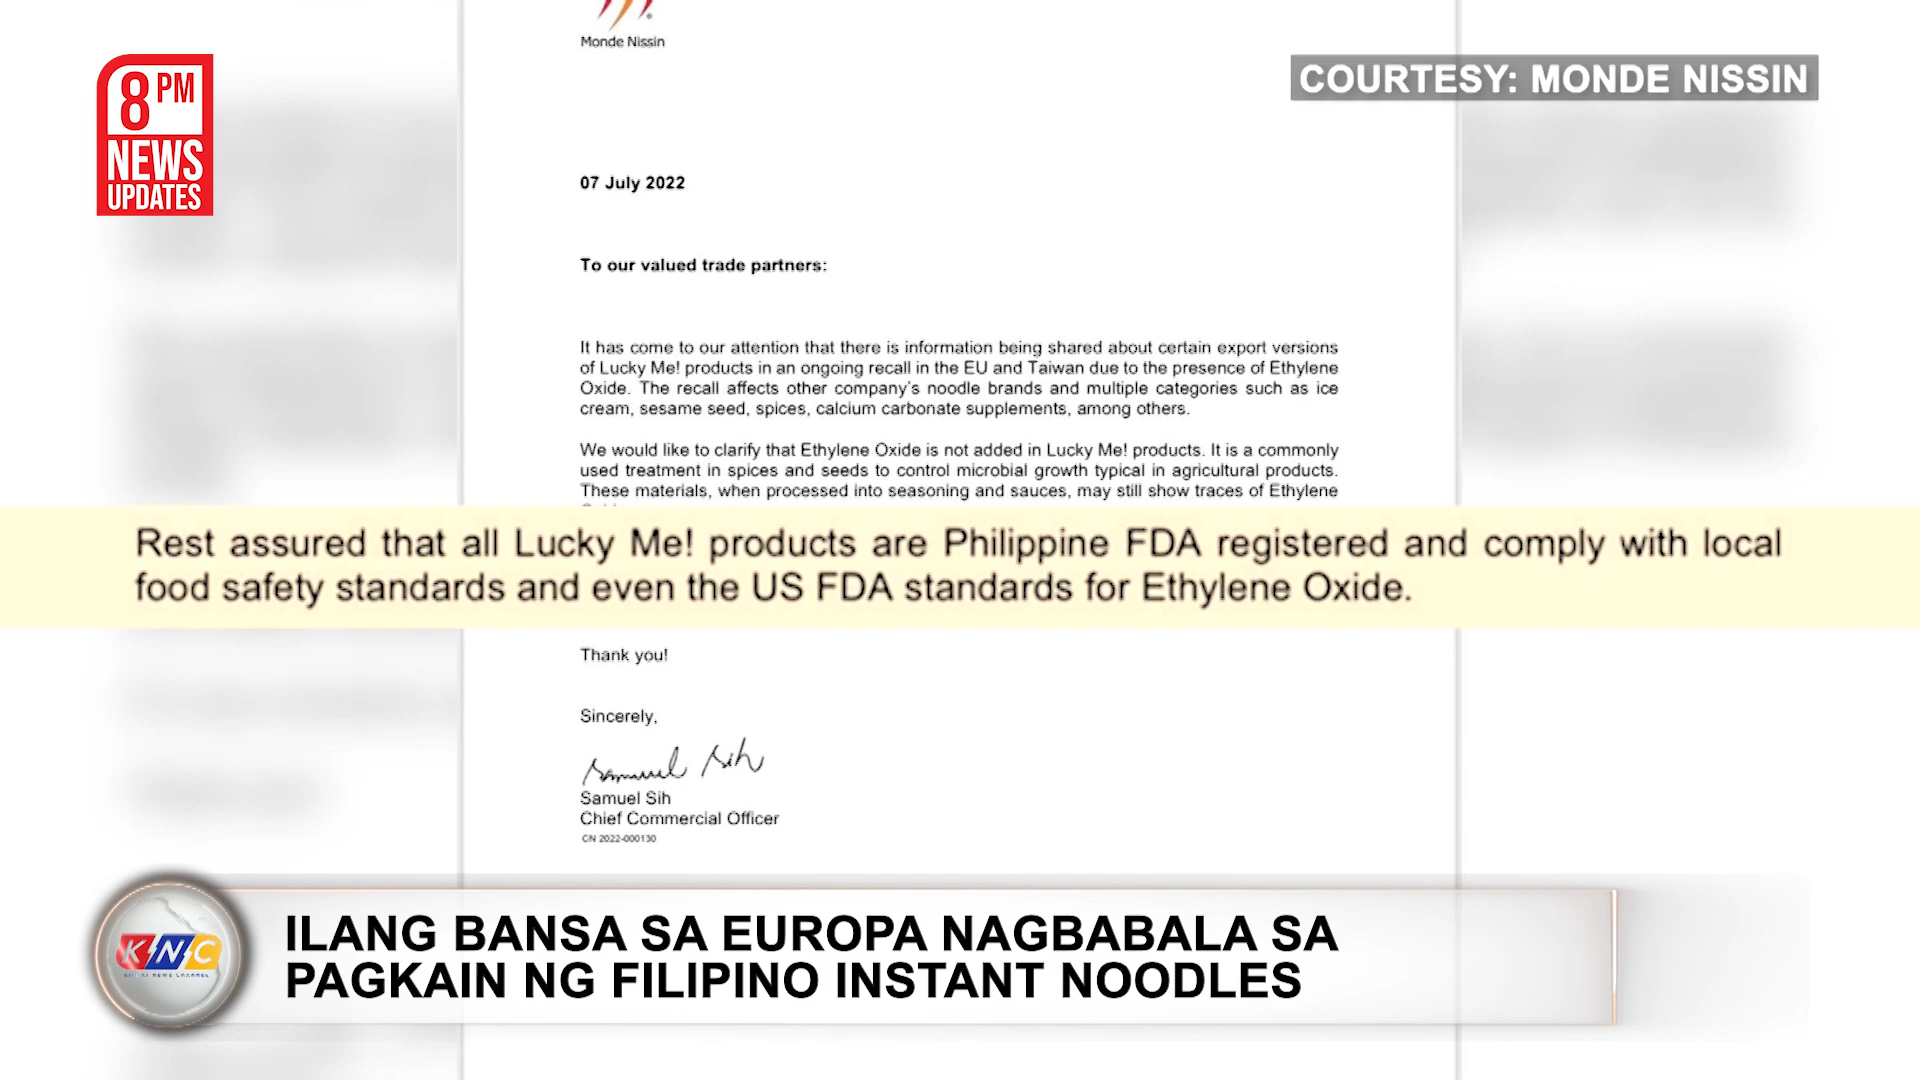 Monde Nissin
8 PM
NEWS
UPDATES
COURTESY: MONDE NISSIN
07 July 2022
To our valued trade partners:
It has come to our attention that there is information being shared about certain export versions
of Lucky Me! products in an ongoing recall in the EU and Taiwan due to the presence of Ethylene
Oxide. The recall affects other company's noodle brands and multiple categories such as ice
cream, sesame seed, spices, calcium carbonate supplements, among others.
We would like to clarify that Ethylene Oxide is not added in Lucky Me! products. It is a commonly
used treatment in spices and seeds to control microbial growth typical in agricultural products.
These materials, when processed into seasoning and sauces, may still show traces of Ethylene
Rest assured that all Lucky Me! products are Philippine FDA registered and comply with local
food safety standards and even the US FDA standards for Ethylene Oxide.
Thank you!
Sincerely,
Samuel Sih
Samuel Sih
Chief Commercial Officer
CN 2022-000130
KNC
ILANG BANSA SA EUROPA NAGBABALA SA
PAGKAIN NG FILIPINO INSTANT NOODLES